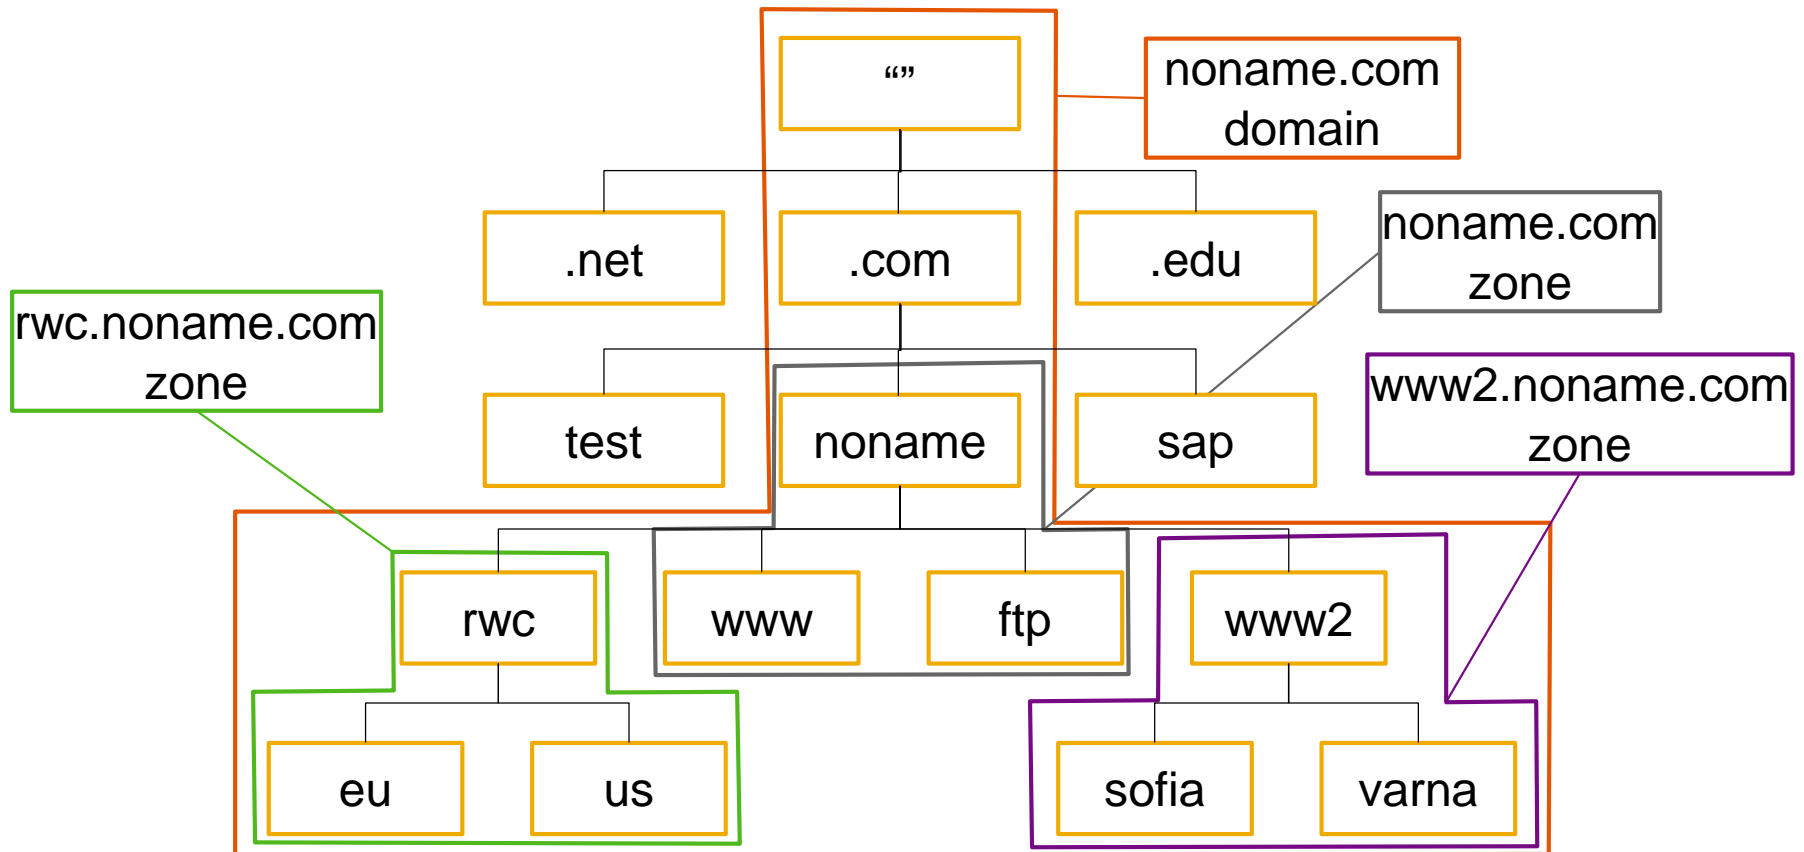 “”
noname.com
domain
.net
.com
.edu
noname.com
zone
rwc.noname.com
zone
test
noname
sap
www2.noname.com
zone
rwc
www
ftp
www2
eu
us
sofia
varna